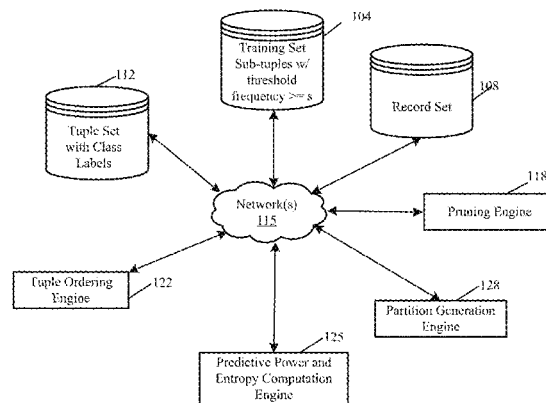 104
112
Training Set
Sub-tuples w/
threshold
frequency >= s
Tuple Set
with Class
Labels
Record Set
108
118
Network(s)
115
Pruning Engine
Tuple Ordering
Engine
122
128
Partition Generation
Engine
125
Predictive Power and
Entropy Computation
Engine